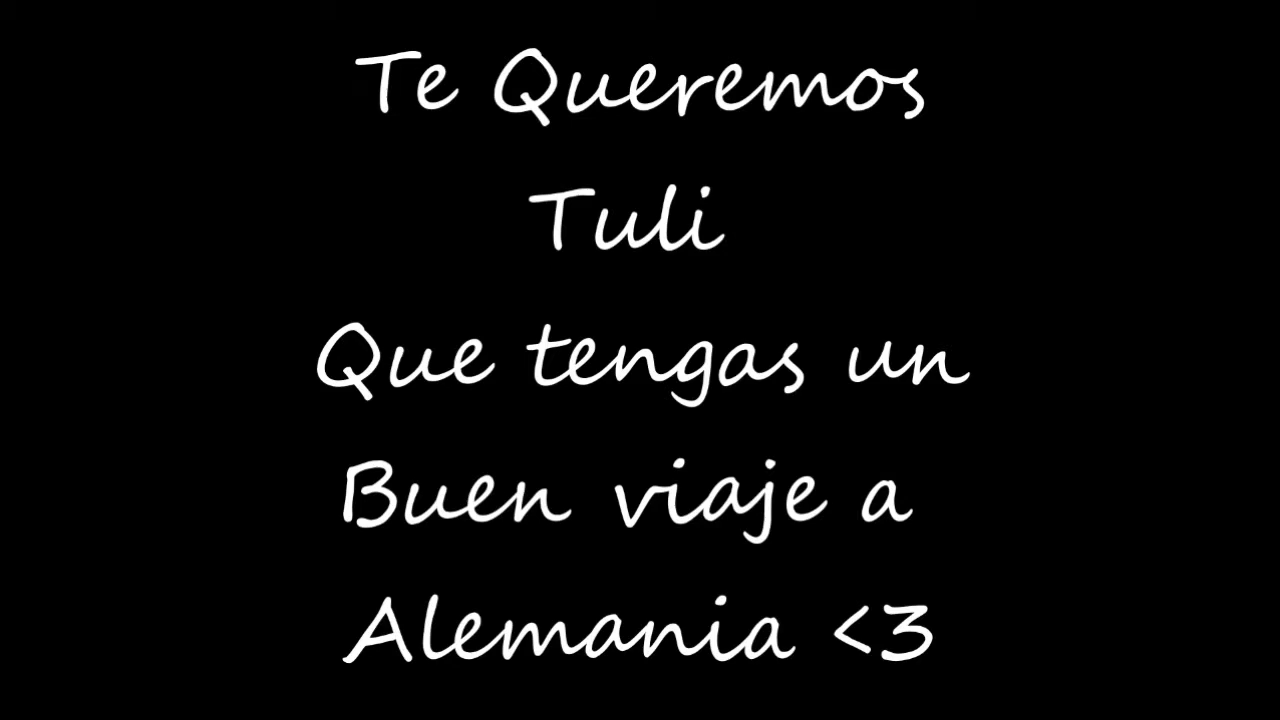 Te Queremos
Tuli
Que tengas un
Buen viaje a
Alemania <3